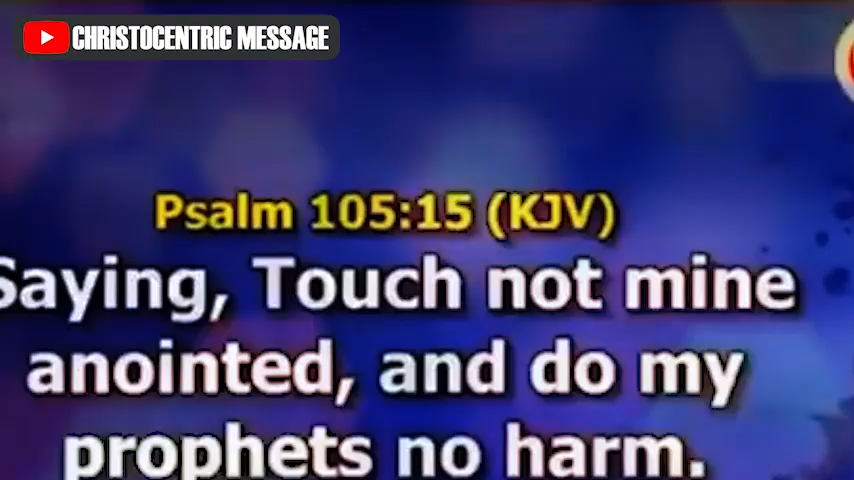 CHRISTOCENTRIC MESSAGE
Psalm 105:15 (KJV)
Saying, Touch not mine
anointed, and do my
prophets no harm.